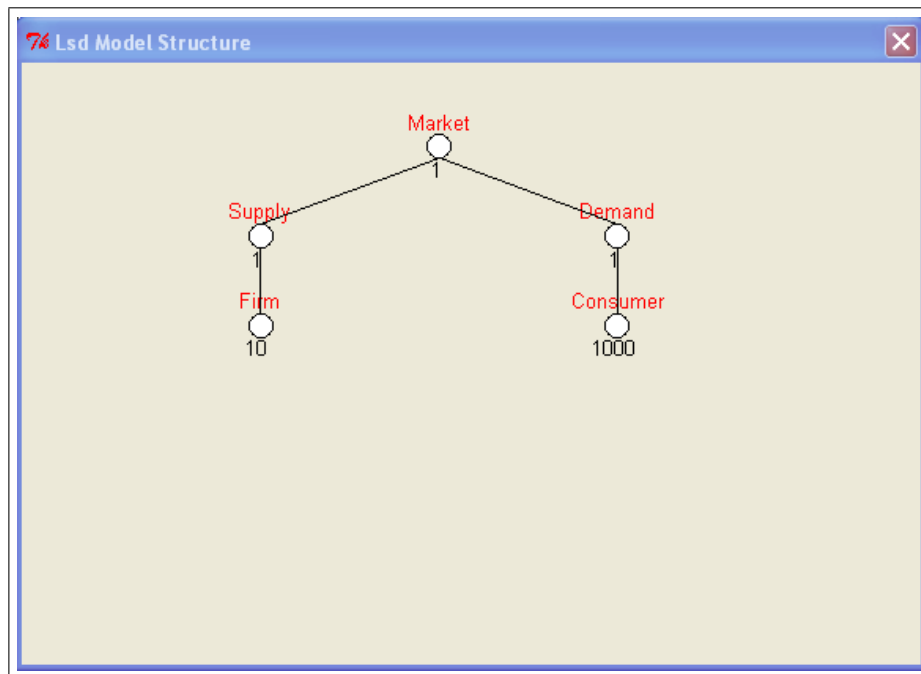 Lsd Model Structure
Market
1
Supply
Demand
1
1
Firm
Consumer
10
1000